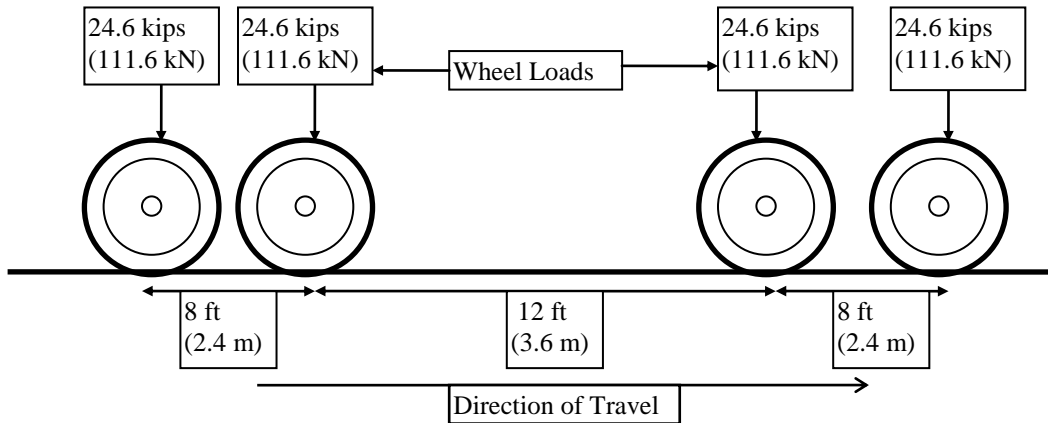 24.6 kips
(111.6 kN)
24.6 kips
(111.6 kN)
Wheel Loads
24.6 kips
(111.6 kN)
24.6 kips
(111.6 kN)
8 ft
(2.4 m)
12 ft
(3.6 m)
8 ft
(2.4 m)
Direction of Travel